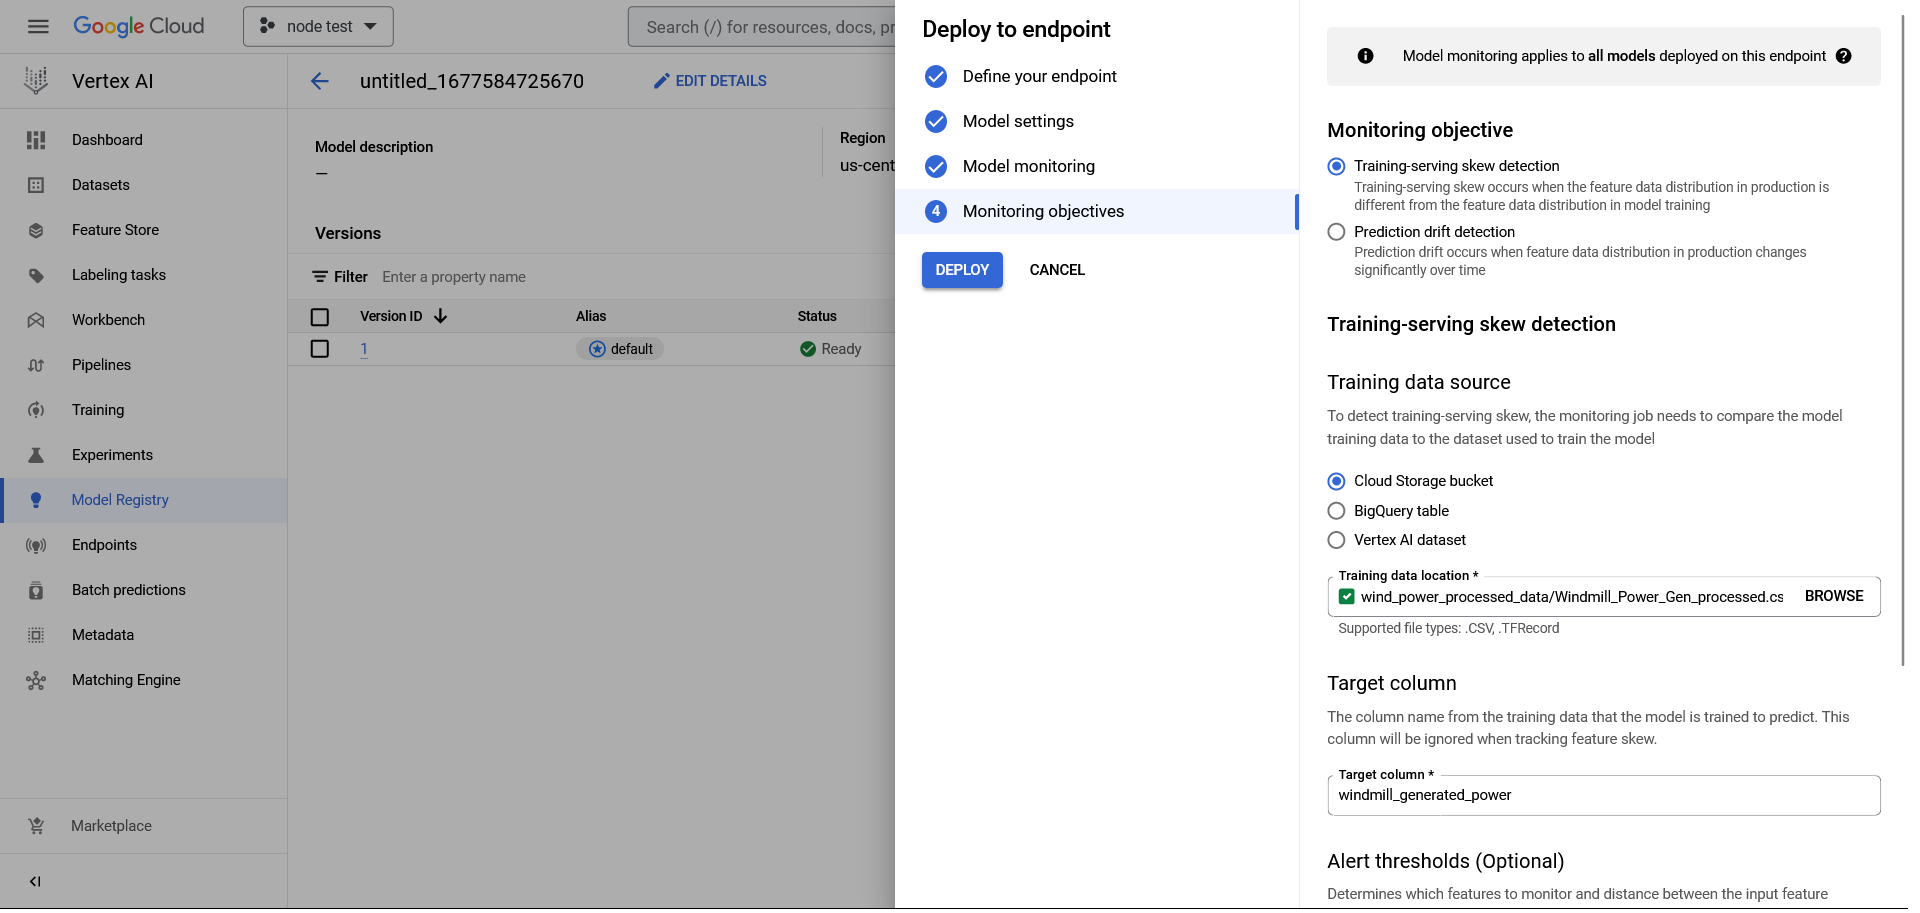 Google Cloud
node test
Search (/) for resources, docs, pr
Vertex AI
Dashboard
Datasets
Feature Store
Labeling tasks
Workbench
Pipelines
Training
Experiments
Model Registry
Endpoints
Batch predictions
Metadata
Matching Engine
Marketplace
untitled_1677584725670
EDIT DETAILS
Model description
–
Region
us-cent
Versions
Filter Enter a property name
Version ID Alias Status
1 default Ready
Deploy to endpoint
Define your endpoint
Model settings
Model monitoring
4 Monitoring objectives
DEPLOY CANCEL
Model monitoring applies to all models deployed on this endpoint
Monitoring objective
Training-serving skew detection
Training-serving skew occurs when the feature data distribution in production is
different from the feature data distribution in model training
Prediction drift detection
Prediction drift occurs when feature data distribution in production changes
significantly over time
Training-serving skew detection
Training data source
To detect training-serving skew, the monitoring job needs to compare the model
training data to the dataset used to train the model
Cloud Storage bucket
BigQuery table
Vertex AI dataset
Training data location *
wind_power_processed_data/Windmill_Power_Gen_processed.cs BROWSE
Supported file types: .CSV, .TFRecord
Target column
The column name from the training data that the model is trained to predict. This
column will be ignored when tracking feature skew.
Target column *
windmill_generated_power
Alert thresholds (Optional)
Determines which features to monitor and distance between the input feature